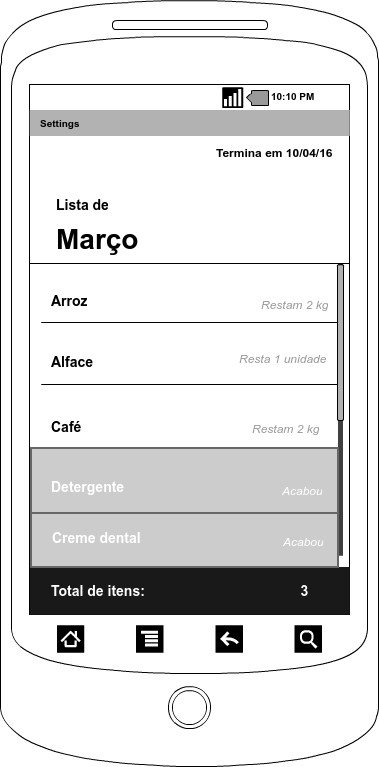 10:10 PM
Settings
Termina em 10/04/16
Lista de
Março
Arroz Restam 2 kg
Alface Resta 1 unidade
Café Restam 2 kg
Detergente Acabou
Creme dental Acabou
Total de itens: 3